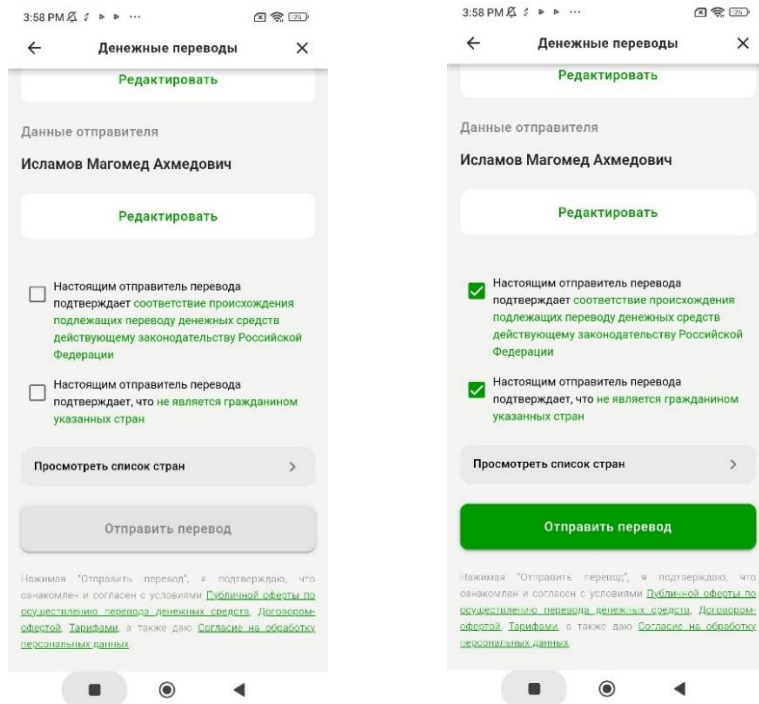 3:58 PM
25
Денежные переводы
Редактировать
Данные отправителя
Исламов Магомед Ахмедович
Редактировать
Настоящим отправитель перевода
подтверждает соответствие происхождения
подлежащих переводу денежных средств
действующему законодательству Российской
Федерации
Настоящим отправитель перевода
подтверждает, что не является гражданином
указанных стран
Просмотреть список стран
Отправить перевод
Нажимая "Отправить перевод", я подтверждаю, что
ознакомлен и согласен с условиями Публичной оферты по
осуществлению перевода денежных средств, Договором-
офертой, Тарифами, а также даю Согласие на обработку
персональных данных.
3:58 PM
25
Денежные переводы
Редактировать
Данные отправителя
Исламов Магомед Ахмедович
Редактировать
Настоящим отправитель перевода
подтверждает соответствие происхождения
подлежащих переводу денежных средств
действующему законодательству Российской
Федерации
Настоящим отправитель перевода
подтверждает, что не является гражданином
указанных стран
Просмотреть список стран
Отправить перевод
Нажимая "Отправить перевод", я подтверждаю, что
ознакомлен и согласен с условиями Публичной оферты по
осуществлению перевода денежных средств, Договором-
офертой, Тарифами, а также даю Согласие на обработку
персональных данных.